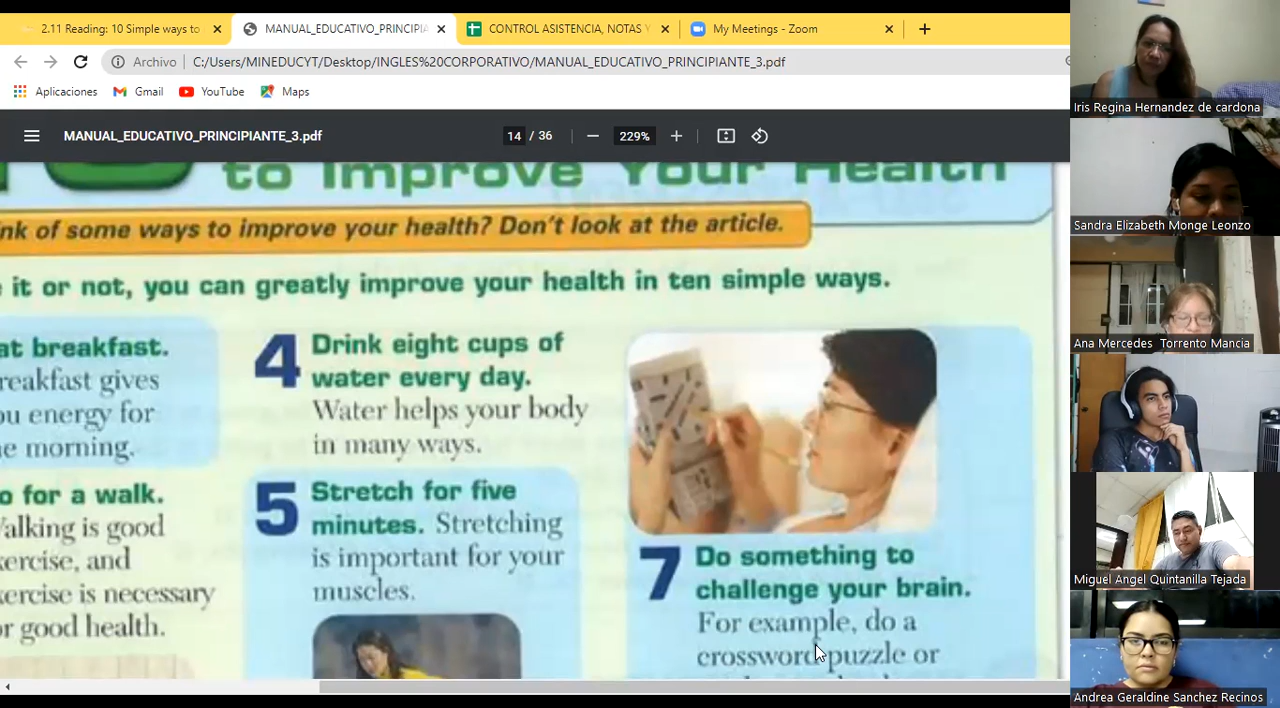 2.11 Reading: 10 Simple ways to
MANUAL_EDUCATIVO_PRINCIPIA
CONTROL ASISTENCIA, NOTAS Y
My Meetings - Zoom
Archivo
C:/Users/MINEDUCYT/Desktop/INGLES%20CORPORATIVO/MANUAL_EDUCATIVO_PRINCIPIANTE_3.pdf
Aplicaciones
Gmail
YouTube
Maps
MANUAL_EDUCATIVO_PRINCIPIANTE_3.pdf
14 / 36
229%
to Improve Your Health
nk of some ways to improve your health? Don't look at the article.
e it or not, you can greatly improve your health in ten simple ways.
at breakfast.
reakfast gives
ou energy for
he morning.
o for a walk.
Walking is good
xercise, and
xercise is necessary
or good health.
4 Drink eight cups of
water every day.
Water helps your body
in many ways.
5 Stretch for five
minutes. Stretching
is important for your
muscles.
7 Do something to
challenge your brain.
For example, do a
crossword puzzle or
Iris Regina Hernandez de cardona
Sandra Elizabeth Monge Leonzo
Ana Mercedes Torrento Mancia
Miguel Angel Quintanilla Tejada
Andrea Geraldine Sanchez Recinos